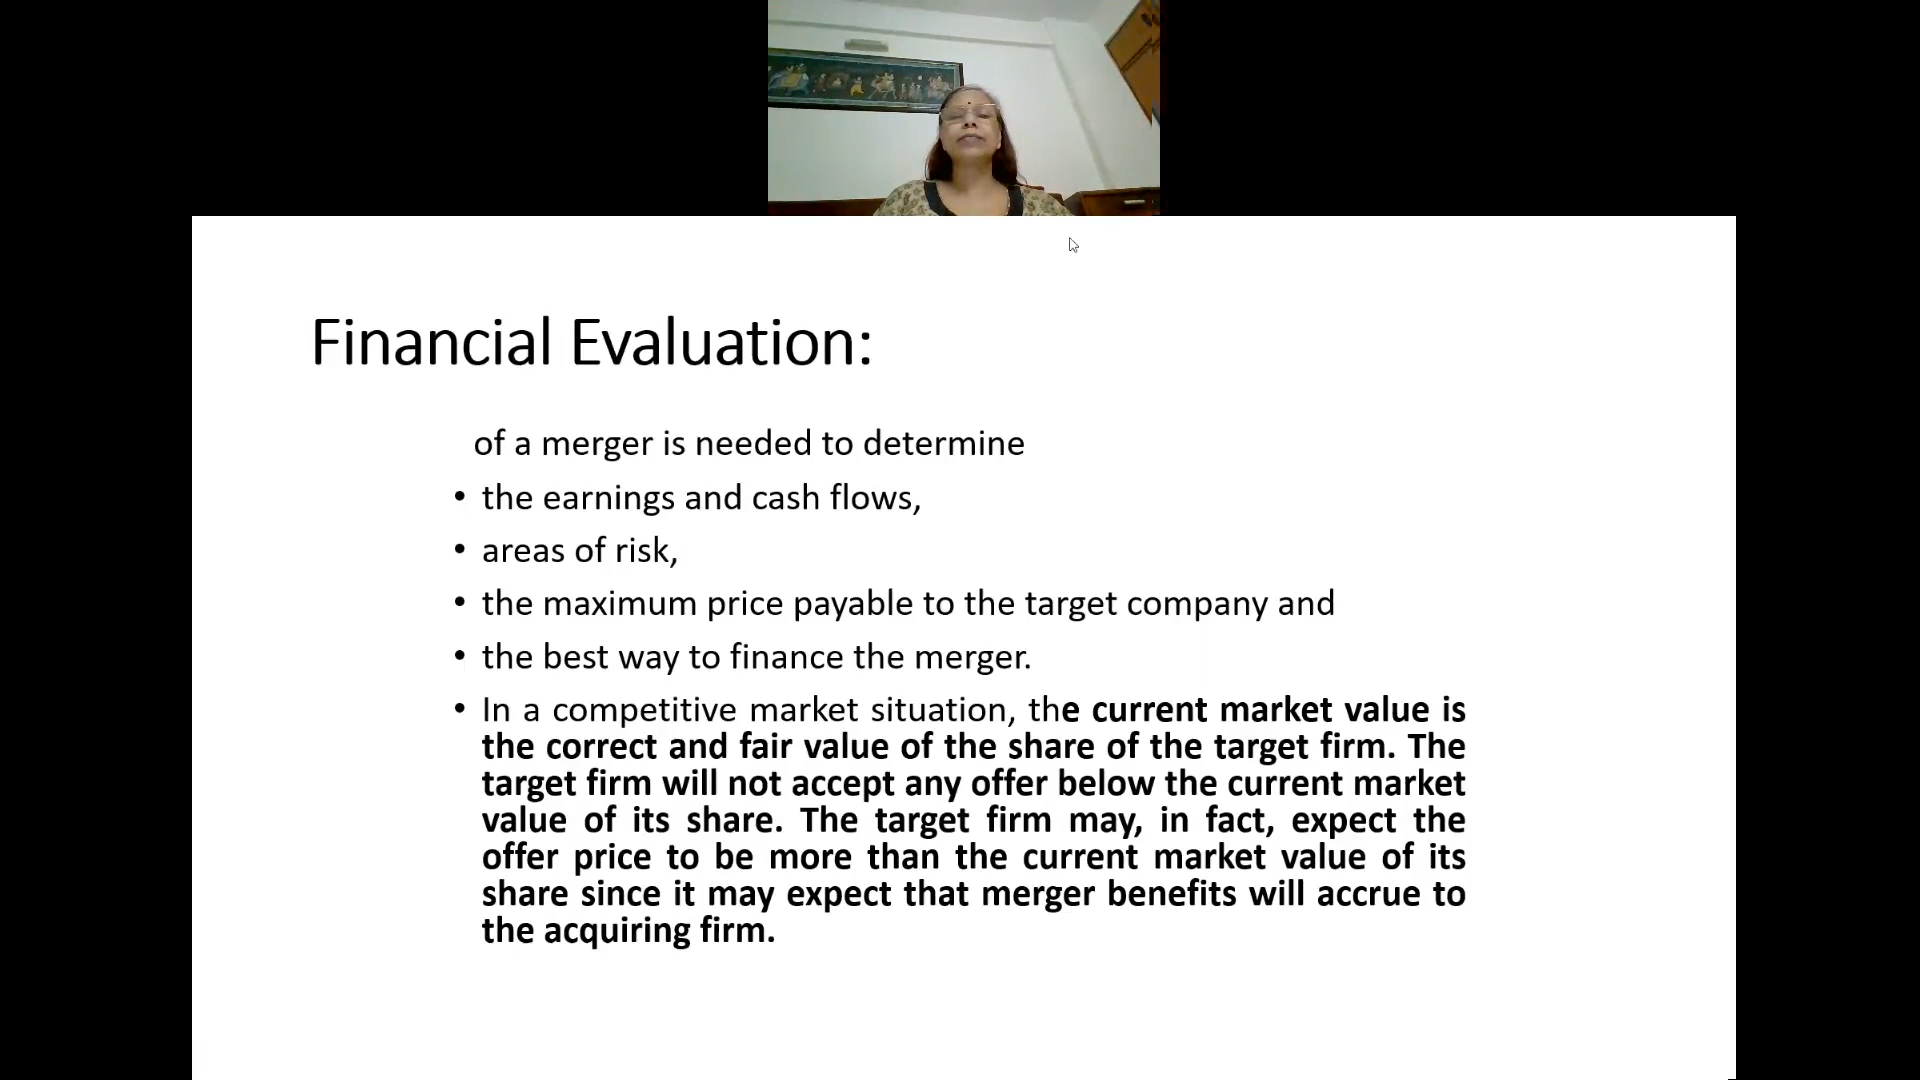 Financial Evaluation:
of a merger is needed to determine
• the earnings and cash flows,
• areas of risk,
• the maximum price payable to the target company and
• the best way to finance the merger.
• In a competitive market situation, the current market value is
the correct and fair value of the share of the target firm. The
target firm will not accept any offer below the current market
value of its share. The target firm may, in fact, expect the
offer price to be more than the current market value of its
share since it may expect that merger benefits will accrue to
the acquiring firm.